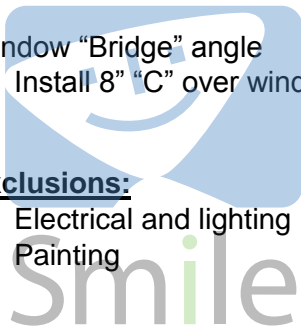 ndow “Bridge” angle
Install 8” “C” over wind
clusions:
Electrical and lighting
Painting
Smile